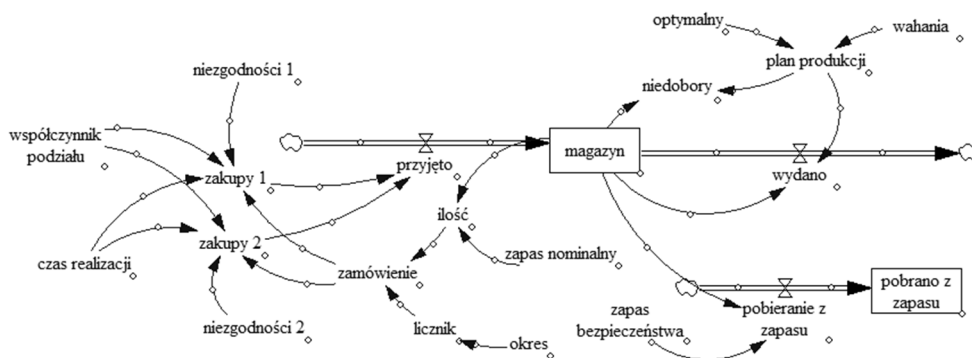 optymalny
wahania
plan produkcji
niezgodności 1
niedobory
współczynnik
podziału
magazyn
przyjęto
zakupy 1
wydano
ilość
zakupy 2
zapas nominalny
czas realizacji
zamówienie
pobrano z
zapasu
zapas
bezpieczeństwa
pobieranie z
zapasu
niezgodności 2
licznik
okres